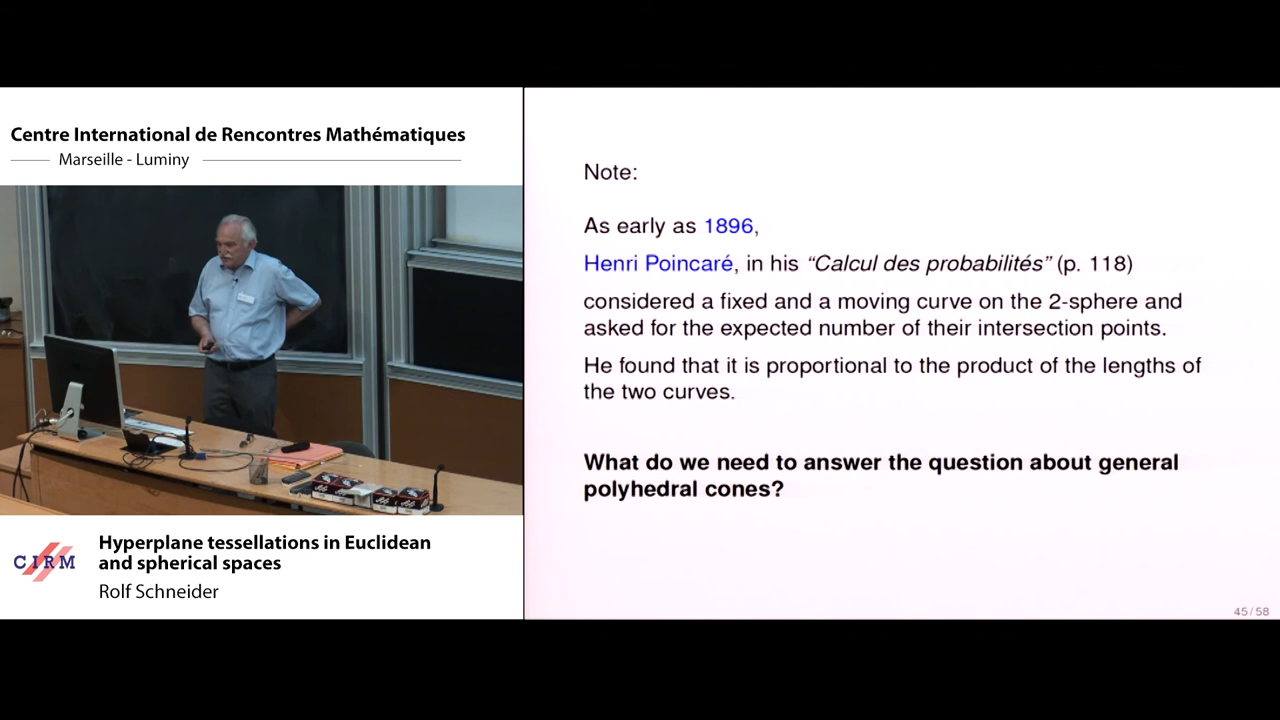 Centre International de Rencontres Mathématiques
Marseille - Luminy
CIRM
Hyperplane tessellations in Euclidean
and spherical spaces
Rolf Schneider
Note:
As early as 1896,
Henri Poincaré, in his “Calcul des probabilités” (p. 118)
considered a fixed and a moving curve on the 2-sphere and
asked for the expected number of their intersection points.
He found that it is proportional to the product of the lengths of
the two curves.
What do we need to answer the question about general
polyhedral cones?
45/58